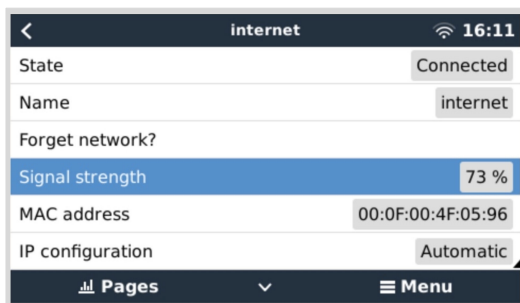 internet 16:11
State Connected
Name internet
Forget network?
Signal strength 73 %
MAC address 00:0F:00:4F:05:96
IP configuration Automatic
Pages Menu